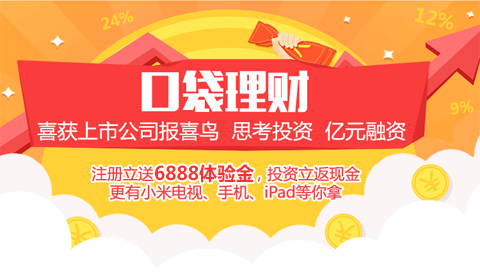 24%
12%
口袋理财
喜获上市公司报喜鸟 思考投资 亿元融资
9%
注册立送6888体验金，投资立返现金
更有小米电视、手机、iPad等你拿